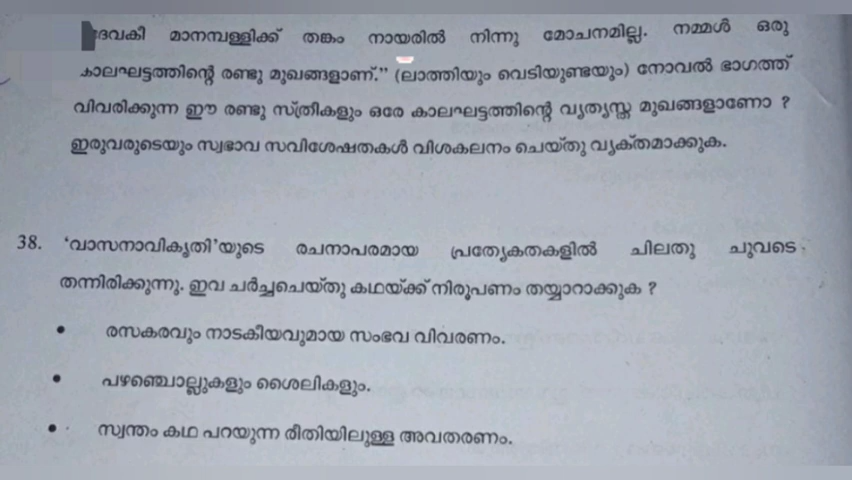 ദേവകീ മാനമ്പള്ളിക്ക് തങ്കം നായരിൽ നിന്നു മോചനമില്ല. നമ്മൾ ഒരു
കാലഘട്ടത്തിന്റെ രണ്ടു മുഖങ്ങളാണ്.” (ലാത്തിയും വെടിയുണ്ടയും) നോവൽ ഭാഗത്ത്
വിവരിക്കുന്ന ഈ രണ്ടു സ്ത്രീകളും ഒരേ കാലഘട്ടത്തിന്റെ വ്യത്യസ്ത മുഖങ്ങളാണോ ?
ഇരുവരുടെയും സ്വഭാവ സവിശേഷതകൾ വിശകലനം ചെയ്തു വ്യക്തമാക്കുക.
38. ‘വാസനാവികൃതി’യുടെ രചനാപരമായ പ്രത്യേകതകളിൽ ചിലതു ചുവടെ
തന്നിരിക്കുന്നു. ഇവ ചർച്ചചെയ്തു കഥയ്ക്ക് നിരൂപണം തയ്യാറാക്കുക ?
• രസകരവും നാടകീയവുമായ സംഭവ വിവരണം.
• പഴഞ്ചൊല്ലുകളും ശൈലികളും.
• സ്വന്തം കഥ പറയുന്ന രീതിയിലുള്ള അവതരണം.